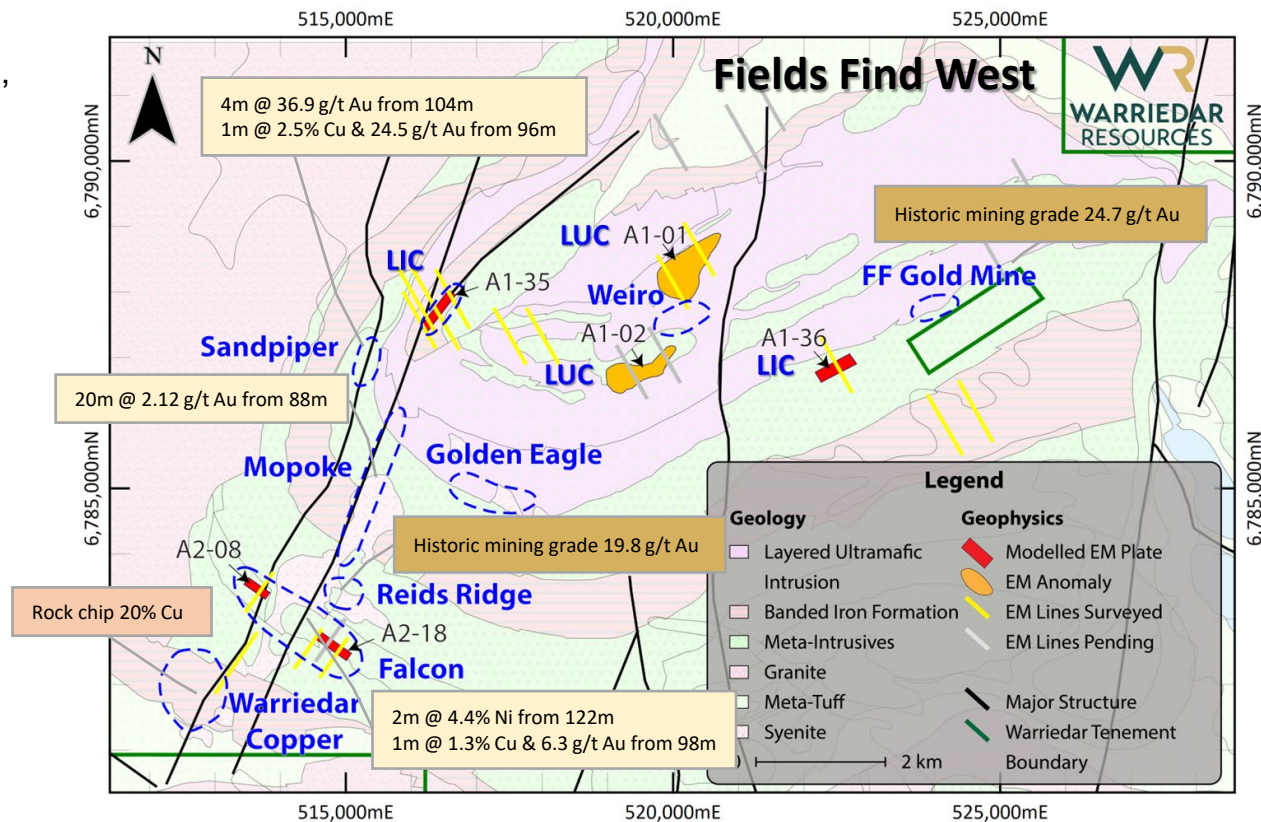 515,000mE
520,000mE
525,000mE
,
N
Fields Find West
WR
WARRIEDAR
RESOURCES
4m @ 36.9 g/t Au from 104m
1m @ 2.5% Cu & 24.5 g/t Au from 96m
6,790,000mN
6,790,000mN
Historic mining grade 24.7 g/t Au
LUC
A1-01
LIC
A1-35
FF Gold Mine
Weiro
A1-02
A1-36
Sandpiper
LIC
LUC
20m @ 2.12 g/t Au from 88m
Golden Eagle
Mopoke
6,785,000mN
6,785,000mN
Historic mining grade 19.8 g/t Au
A2-08
Reids Ridge
Rock chip 20% Cu
A2-18
Falcon
Warriedar
Copper
2m @ 4.4% Ni from 122m
1m @ 1.3% Cu & 6.3 g/t Au from 98m
Legend
Geology
Layered Ultramafic
Intrusion
Banded Iron Formation
Meta-Intrusives
Granite
Meta-Tuff
Syenite
Geophysics
Modelled EM Plate
EM Anomaly
EM Lines Surveyed
EM Lines Pending
Major Structure
Warriedar Tenement
Boundary
0
2 km
515,000mE
520,000mE
525,000mE